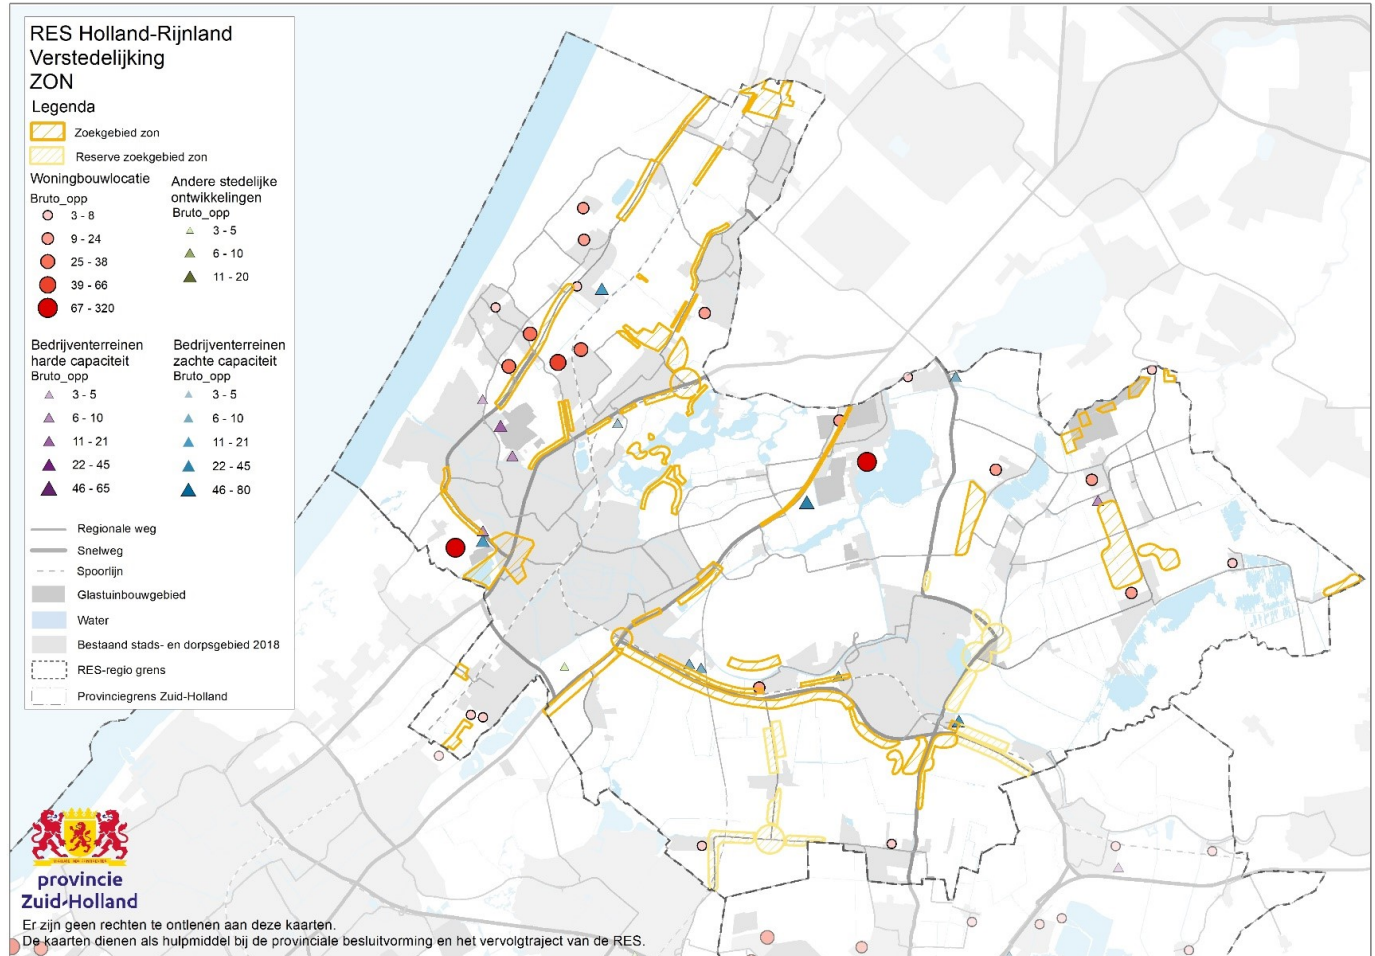 RES Holland-Rijnland
Verstedelijking
ZON
Legenda
Zoekgebied zon
Reserve zoekgebied zon
Woningbouwlocatie
Bruto_opp
3 - 8
9 - 24
25 - 38
39 - 66
67 - 320
Andere stedelijke
ontwikkelingen
Bruto_opp
3 - 5
6 - 10
11 - 20
Bedrijventerreinen
harde capaciteit
Bruto_opp
3 - 5
6 - 10
11 - 21
22 - 45
46 - 65
Bedrijventerreinen
zachte capaciteit
Bruto_opp
3 - 5
6 - 10
11 - 21
22 - 45
46 - 80
Regionale weg
Snelweg
Spoorlijn
Glastuinbouwgebied
Water
Bestaand stads- en dorpsgebied 2018
RES-regio grens
Provinciegrens Zuid-Holland
provincie
Zuid-Holland
Er zijn geen rechten te ontlenen aan deze kaarten.
De kaarten dienen als hulpmiddel bij de provinciale besluitvorming en het vervolgtraject van de RES.